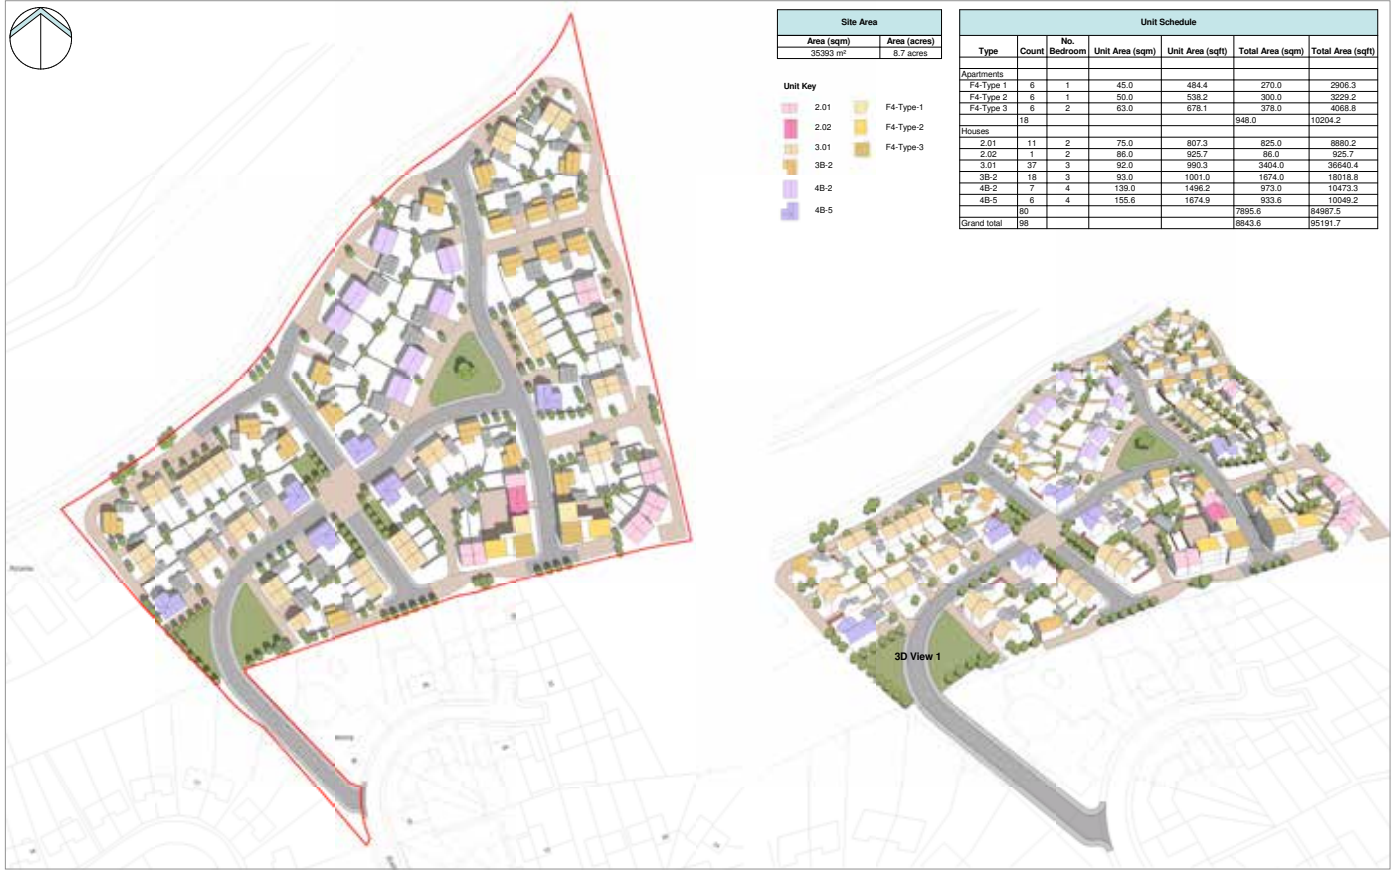 Site Area
Area (sqm) Area (acres)
35393 m² 8.7 acres
Unit Key
2.01 F4-Type-1
2.02 F4-Type-2
3.01 F4-Type-3
3B-2
4B-2
4B-5
Unit Schedule
Type Count No. Bedroom Unit Area (sqm) Unit Area (sqft) Total Area (sqm) Total Area (sqft)
Apartments
F4-Type 1 6 1 45.0 484.4 270.0 2906.3
F4-Type 2 6 1 50.0 538.2 300.0 3229.2
F4-Type 3 6 2 63.0 678.1 378.0 4068.8
18 948.0 10204.2
Houses
2.01 11 2 75.0 807.3 825.0 8880.2
2.02 1 2 86.0 925.7 86.0 925.7
3.01 37 3 92.0 990.3 3404.0 36640.4
3B-2 18 3 93.0 1001.0 1674.0 18018.8
4B-2 7 4 139.0 1496.2 973.0 10473.3
4B-5 6 4 155.6 1674.9 933.6 10049.2
80 7895.6 84987.5
Grand total 98 8843.6 95191.7
3D View 1